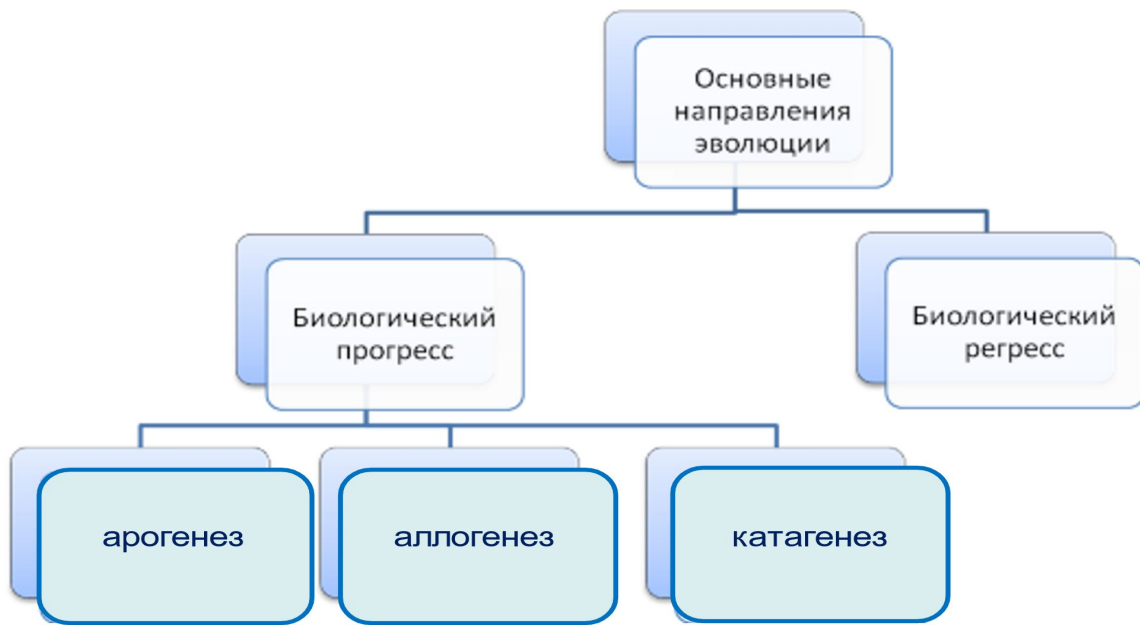 Основные
направления
эволюции
Биологический
прогресс
Биологический
регресс
арогенез
аллогенез
катагенез